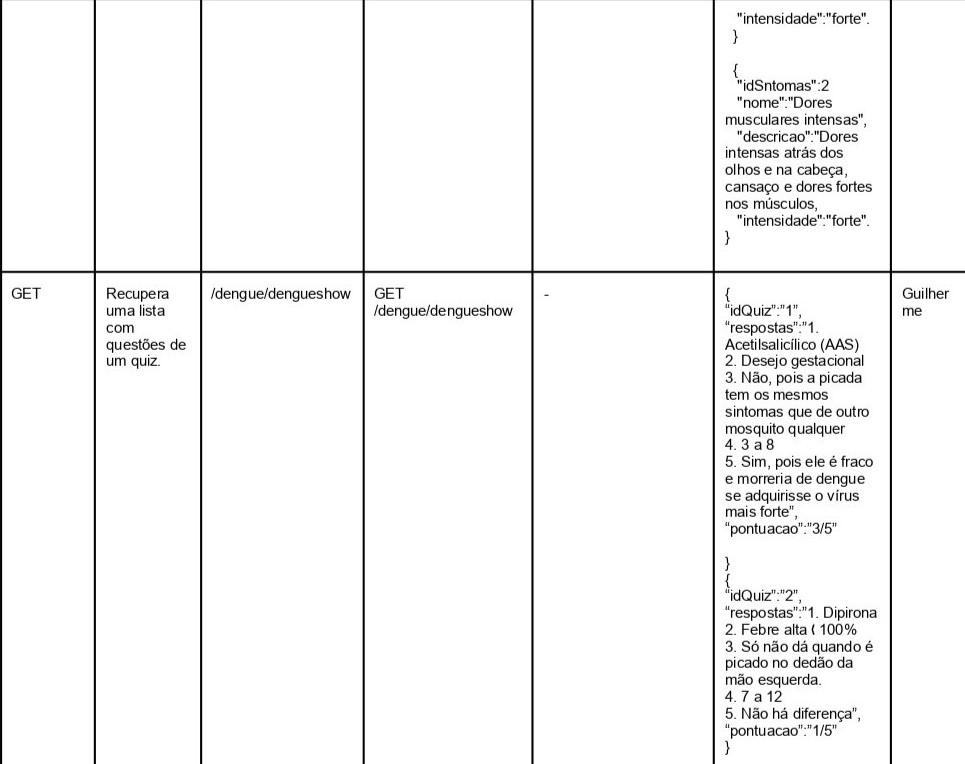 "intensidade":"forte".
}
{
"idSntomas":2
"nome":"Dores
musculares intensas",
"descricao":"Dores
intensas atrás dos
olhos e na cabeça,
cansaço e dores fortes
nos músculos,
"intensidade":"forte".
}
GET
Recupera
uma lista
com
questões de
um quiz.
/dengue/dengueshow
GET
/dengue/dengueshow
-
{
“idQuiz”:”1”,
“respostas”:”1.
Acetilsalicílico (AAS)
2. Desejo gestacional
3. Não, pois a picada
tem os mesmos
sintomas que de outro
mosquito qualquer
4. 3 a 8
5. Sim, pois ele é fraco
e morreria de dengue
se adquirisse o vírus
mais forte”,
“pontuacao”:”3/5”
}
{
“idQuiz”:”2”,
“respostas”:”1. Dipirona
2. Febre alta ( 100%
3. Só não dá quando é
picado no dedão da
mão esquerda.
4. 7 a 12
5. Não há diferença”,
“pontuacao”:”1/5”
}
Guilher
me